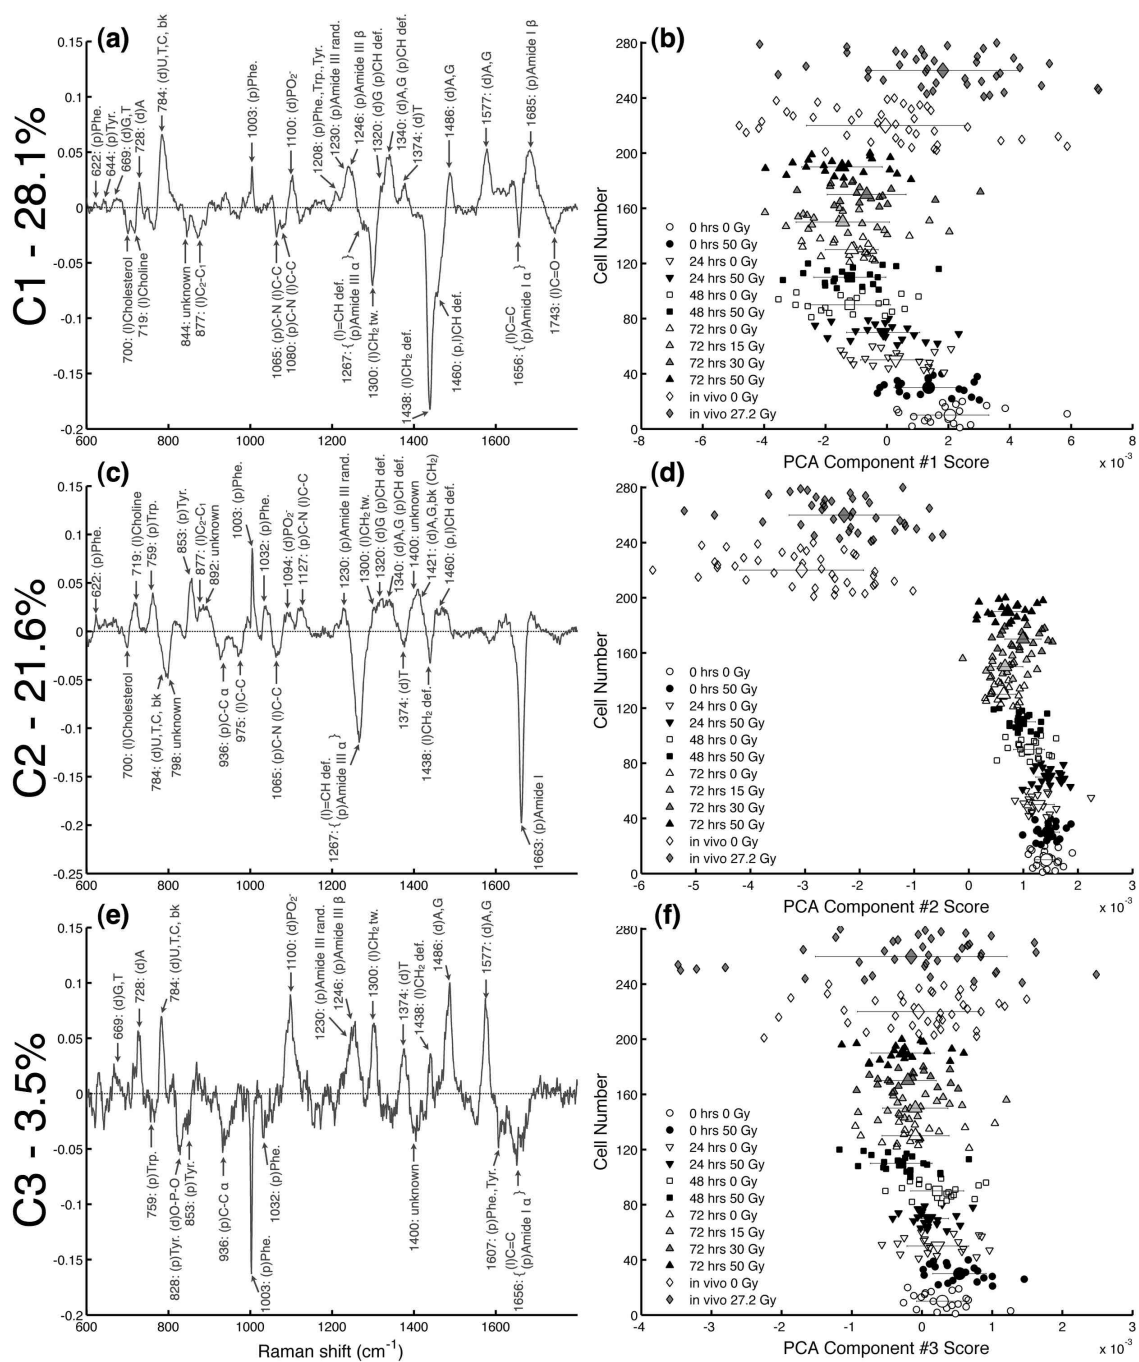 C1 - 28.1%
(a)
0.15
0.1
0.05
0
-0.05
-0.1
-0.15
-0.2
600
800
1000
1200
1400
1600
622: (p)Phe.
644: (p)Tyr.
669: (d)G,T
728: (d)A
784: (d)U,T,C, bk
1003: (p)Phe.
1100: (d)PO2-
1208: (p)Phe.,Trp.,Tyr.
1230: (p)Amide III rand.
1246: (p)Amide III β
1320: (d)G (p)CH def.
1340: (d)A,G (p)CH def.
1374: (d)T
1486: (d)A,G
1577: (d)A,G
1685: (p)Amide I β
700: (l)Cholesterol
719: (l)Choline
844: unknown
877: (l)C2-C1
1065: (p)C-N (l)C-C
1080: (p)C-N (l)C-C
1267: { (l)=CH def. (p)Amide III α }
1300: (l)CH2 tw.
1438: (l)CH2 def.
1460: (p,l)CH def.
1656: { (l)C=C (p)Amide I α }
1743: (l)C=O
(b)
Cell Number
280
240
200
160
120
80
40
0
0 hrs 0 Gy
0 hrs 50 Gy
24 hrs 0 Gy
24 hrs 50 Gy
48 hrs 0 Gy
48 hrs 50 Gy
72 hrs 0 Gy
72 hrs 15 Gy
72 hrs 30 Gy
72 hrs 50 Gy
in vivo 0 Gy
in vivo 27.2 Gy
-8
-6
-4
-2
0
2
4
6
8
PCA Component #1 Score
x 10-3
C2 - 21.6%
(c)
0.15
0.1
0.05
0
-0.05
-0.1
-0.15
-0.2
-0.25
600
800
1000
1200
1400
1600
622: (p)Phe.
719: (l)Choline
759: (p)Trp.
853: (p)Tyr.
877: (l)C2-C1
892: unknown
1003: (p)Phe.
1032: (p)Phe.
1094: (d)PO2-
1127: (p)C-N (l)C-C
1230: (p)Amide III rand.
1300: (l)CH2 tw.
1320: (d)G (p)CH def.
1340: (d)A,G (p)CH def.
1400: unknown
1421: (d)A,G,bk (CH2)
1460: (p,l)CH def.
700: (l)Cholesterol
784: (d)U,T,C, bk
798: unknown
936: (p)C-C α
975: (l)C-C
1065: (p)C-N (l)C-C
1267: { (l)=CH def. (p)Amide III α }
1374: (d)T
1438: (l)CH2 def.
1663: (p)Amide I
(d)
Cell Number
280
240
200
160
120
80
40
0
0 hrs 0 Gy
0 hrs 50 Gy
24 hrs 0 Gy
24 hrs 50 Gy
48 hrs 0 Gy
48 hrs 50 Gy
72 hrs 0 Gy
72 hrs 15 Gy
72 hrs 30 Gy
72 hrs 50 Gy
in vivo 0 Gy
in vivo 27.2 Gy
-6
-5
-4
-3
-2
-1
0
1
2
3
PCA Component #2 Score
x 10-3
C3 - 3.5%
(e)
0.15
0.1
0.05
0
-0.05
-0.1
-0.15
-0.2
600
800
1000
1200
1400
1600
Raman shift (cm-1)
669: (d)G,T
728: (d)A
784: (d)U,T,C, bk
1100: (d)PO2-
1230: (p)Amide III rand.
1246: (p)Amide III β
1300: (l)CH2 tw.
1374: (d)T
1438: (l)CH2 def.
1486: (d)A,G
1577: (d)A,G
759: (p)Trp.
828: (p)Tyr. (d)O-P-O
853: (p)Tyr.
936: (p)C-C α
1003: (p)Phe.
1032: (p)Phe.
1400: unknown
1607: (p)Phe.,Tyr.
1656: { (l)C=C (p)Amide I α }
(f)
Cell Number
280
240
200
160
120
80
40
0
0 hrs 0 Gy
0 hrs 50 Gy
24 hrs 0 Gy
24 hrs 50 Gy
48 hrs 0 Gy
48 hrs 50 Gy
72 hrs 0 Gy
72 hrs 15 Gy
72 hrs 30 Gy
72 hrs 50 Gy
in vivo 0 Gy
in vivo 27.2 Gy
-4
-3
-2
-1
0
1
2
3
PCA Component #3 Score
x 10-3